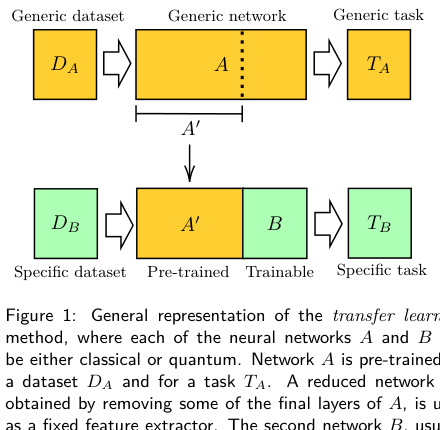 Generic dataset Generic network Generic task
D_A A T_A
A'
D_B A' B T_B
Specific dataset Pre-trained Trainable Specific task
Figure 1: General representation of the transfer learn
method, where each of the neural networks A and B
be either classical or quantum. Network A is pre-trained
a dataset D_A and for a task T_A. A reduced network
obtained by removing some of the final layers of A, is u
as a fixed feature extractor. The second network B, usu